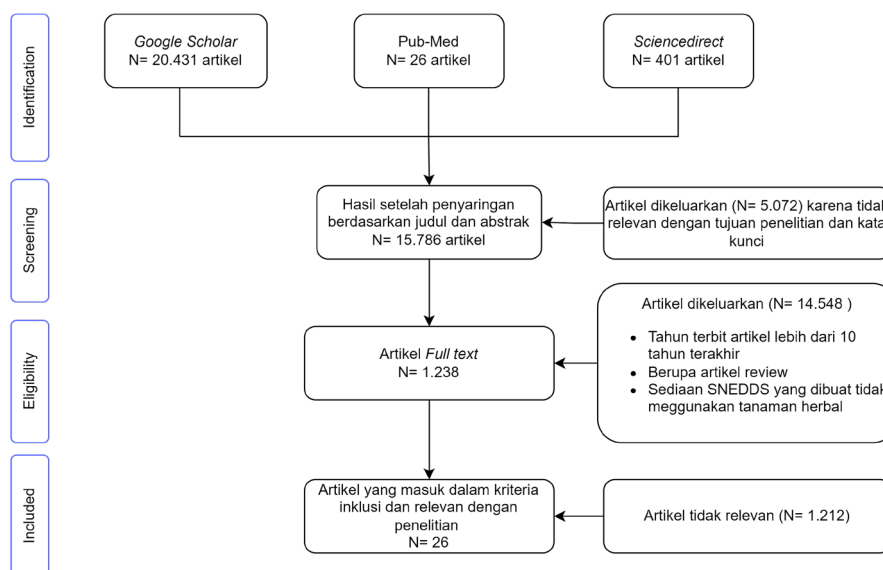 Identification
Google Scholar
N= 20.431 artikel
Pub-Med
N= 26 artikel
Sciencedirect
N= 401 artikel
Screening
Hasil setelah penyaringan
berdasarkan judul dan abstrak
N= 15.786 artikel
Artikel dikeluarkan (N= 5.072) karena tidak
relevan dengan tujuan penelitian dan kata
kunci
Eligibility
Artikel Full text
N= 1.238
Artikel dikeluarkan (N= 14.548 )
• Tahun terbit artikel lebih dari 10
tahun terakhir
• Berupa artikel review
• Sediaan SNEDDS yang dibuat tidak
meggunakan tanaman herbal
Included
Artikel yang masuk dalam kriteria
inklusi dan relevan dengan
penelitian
N= 26
Artikel tidak relevan (N= 1.212)